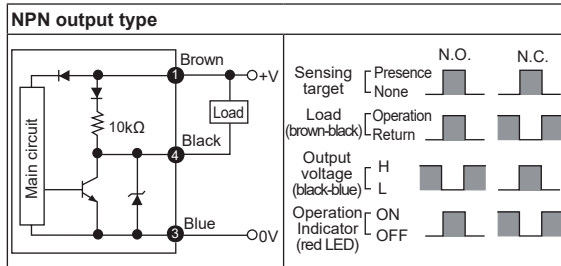 NPN output type
Main circuit
10kΩ
1
Brown
+V
Load
4
Black
3
Blue
0V
N.O.
N.C.
Sensing target
Presence
None
Load (brown-black)
Operation
Return
Output voltage (black-blue)
H
L
Operation Indicator (red LED)
ON
OFF